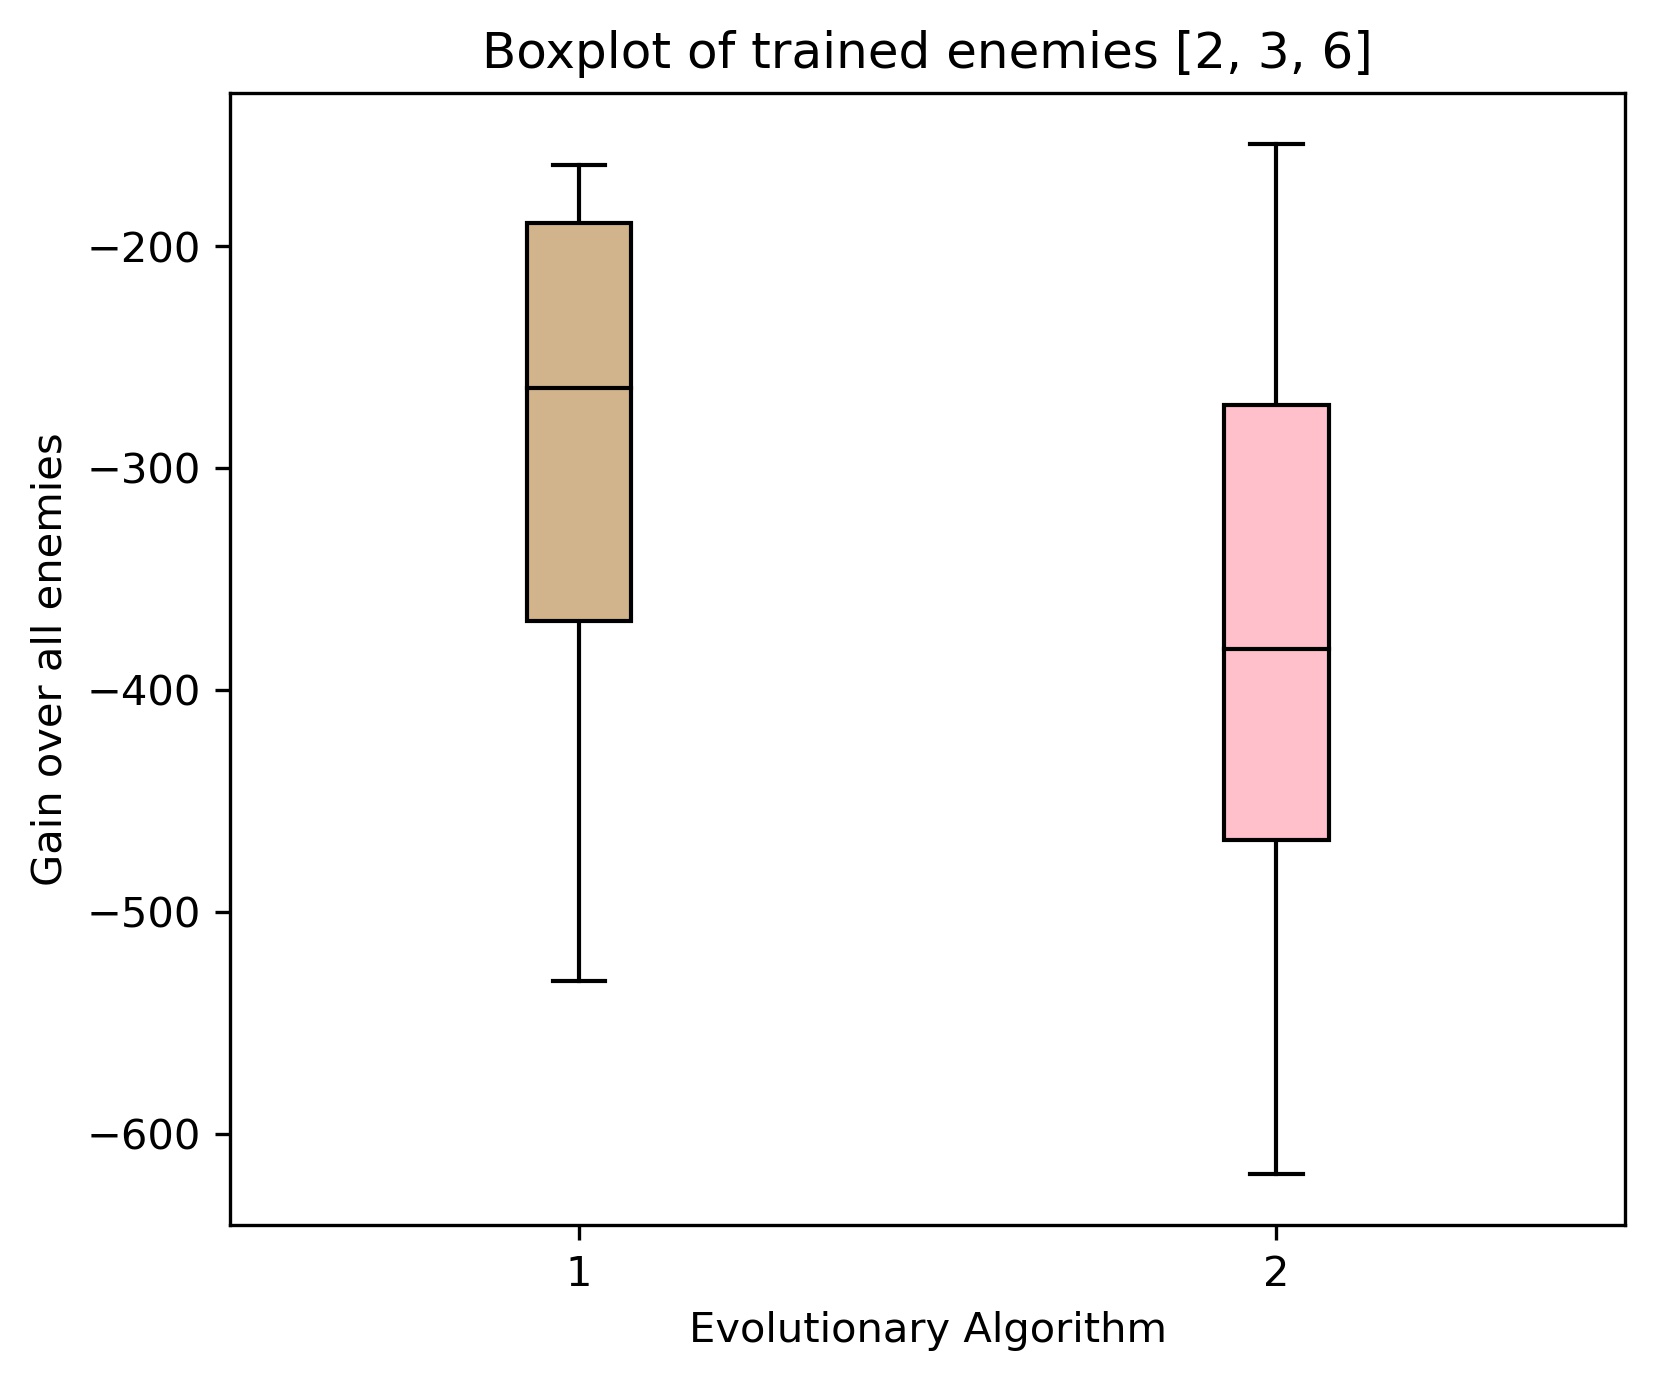 Boxplot of trained enemies [2, 3, 6]
Gain over all enemies
−200
−300
−400
−500
−600
1
2
Evolutionary Algorithm